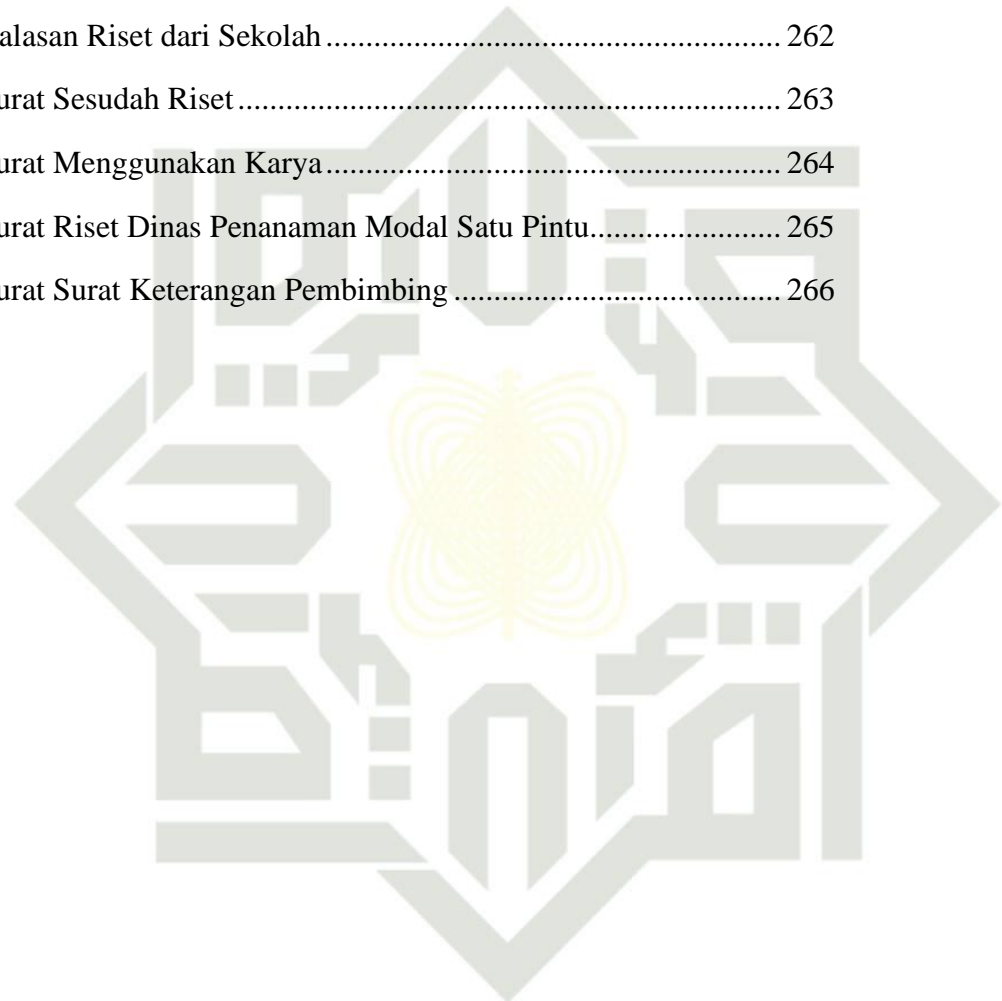 alasan Riset dari Sekolah ......................................................... 262
urat Sesudah Riset .................................................................... 263
urat Menggunakan Karya ......................................................... 264
urat Riset Dinas Penanaman Modal Satu Pintu........................ 265
urat Surat Keterangan Pembimbing ......................................... 266